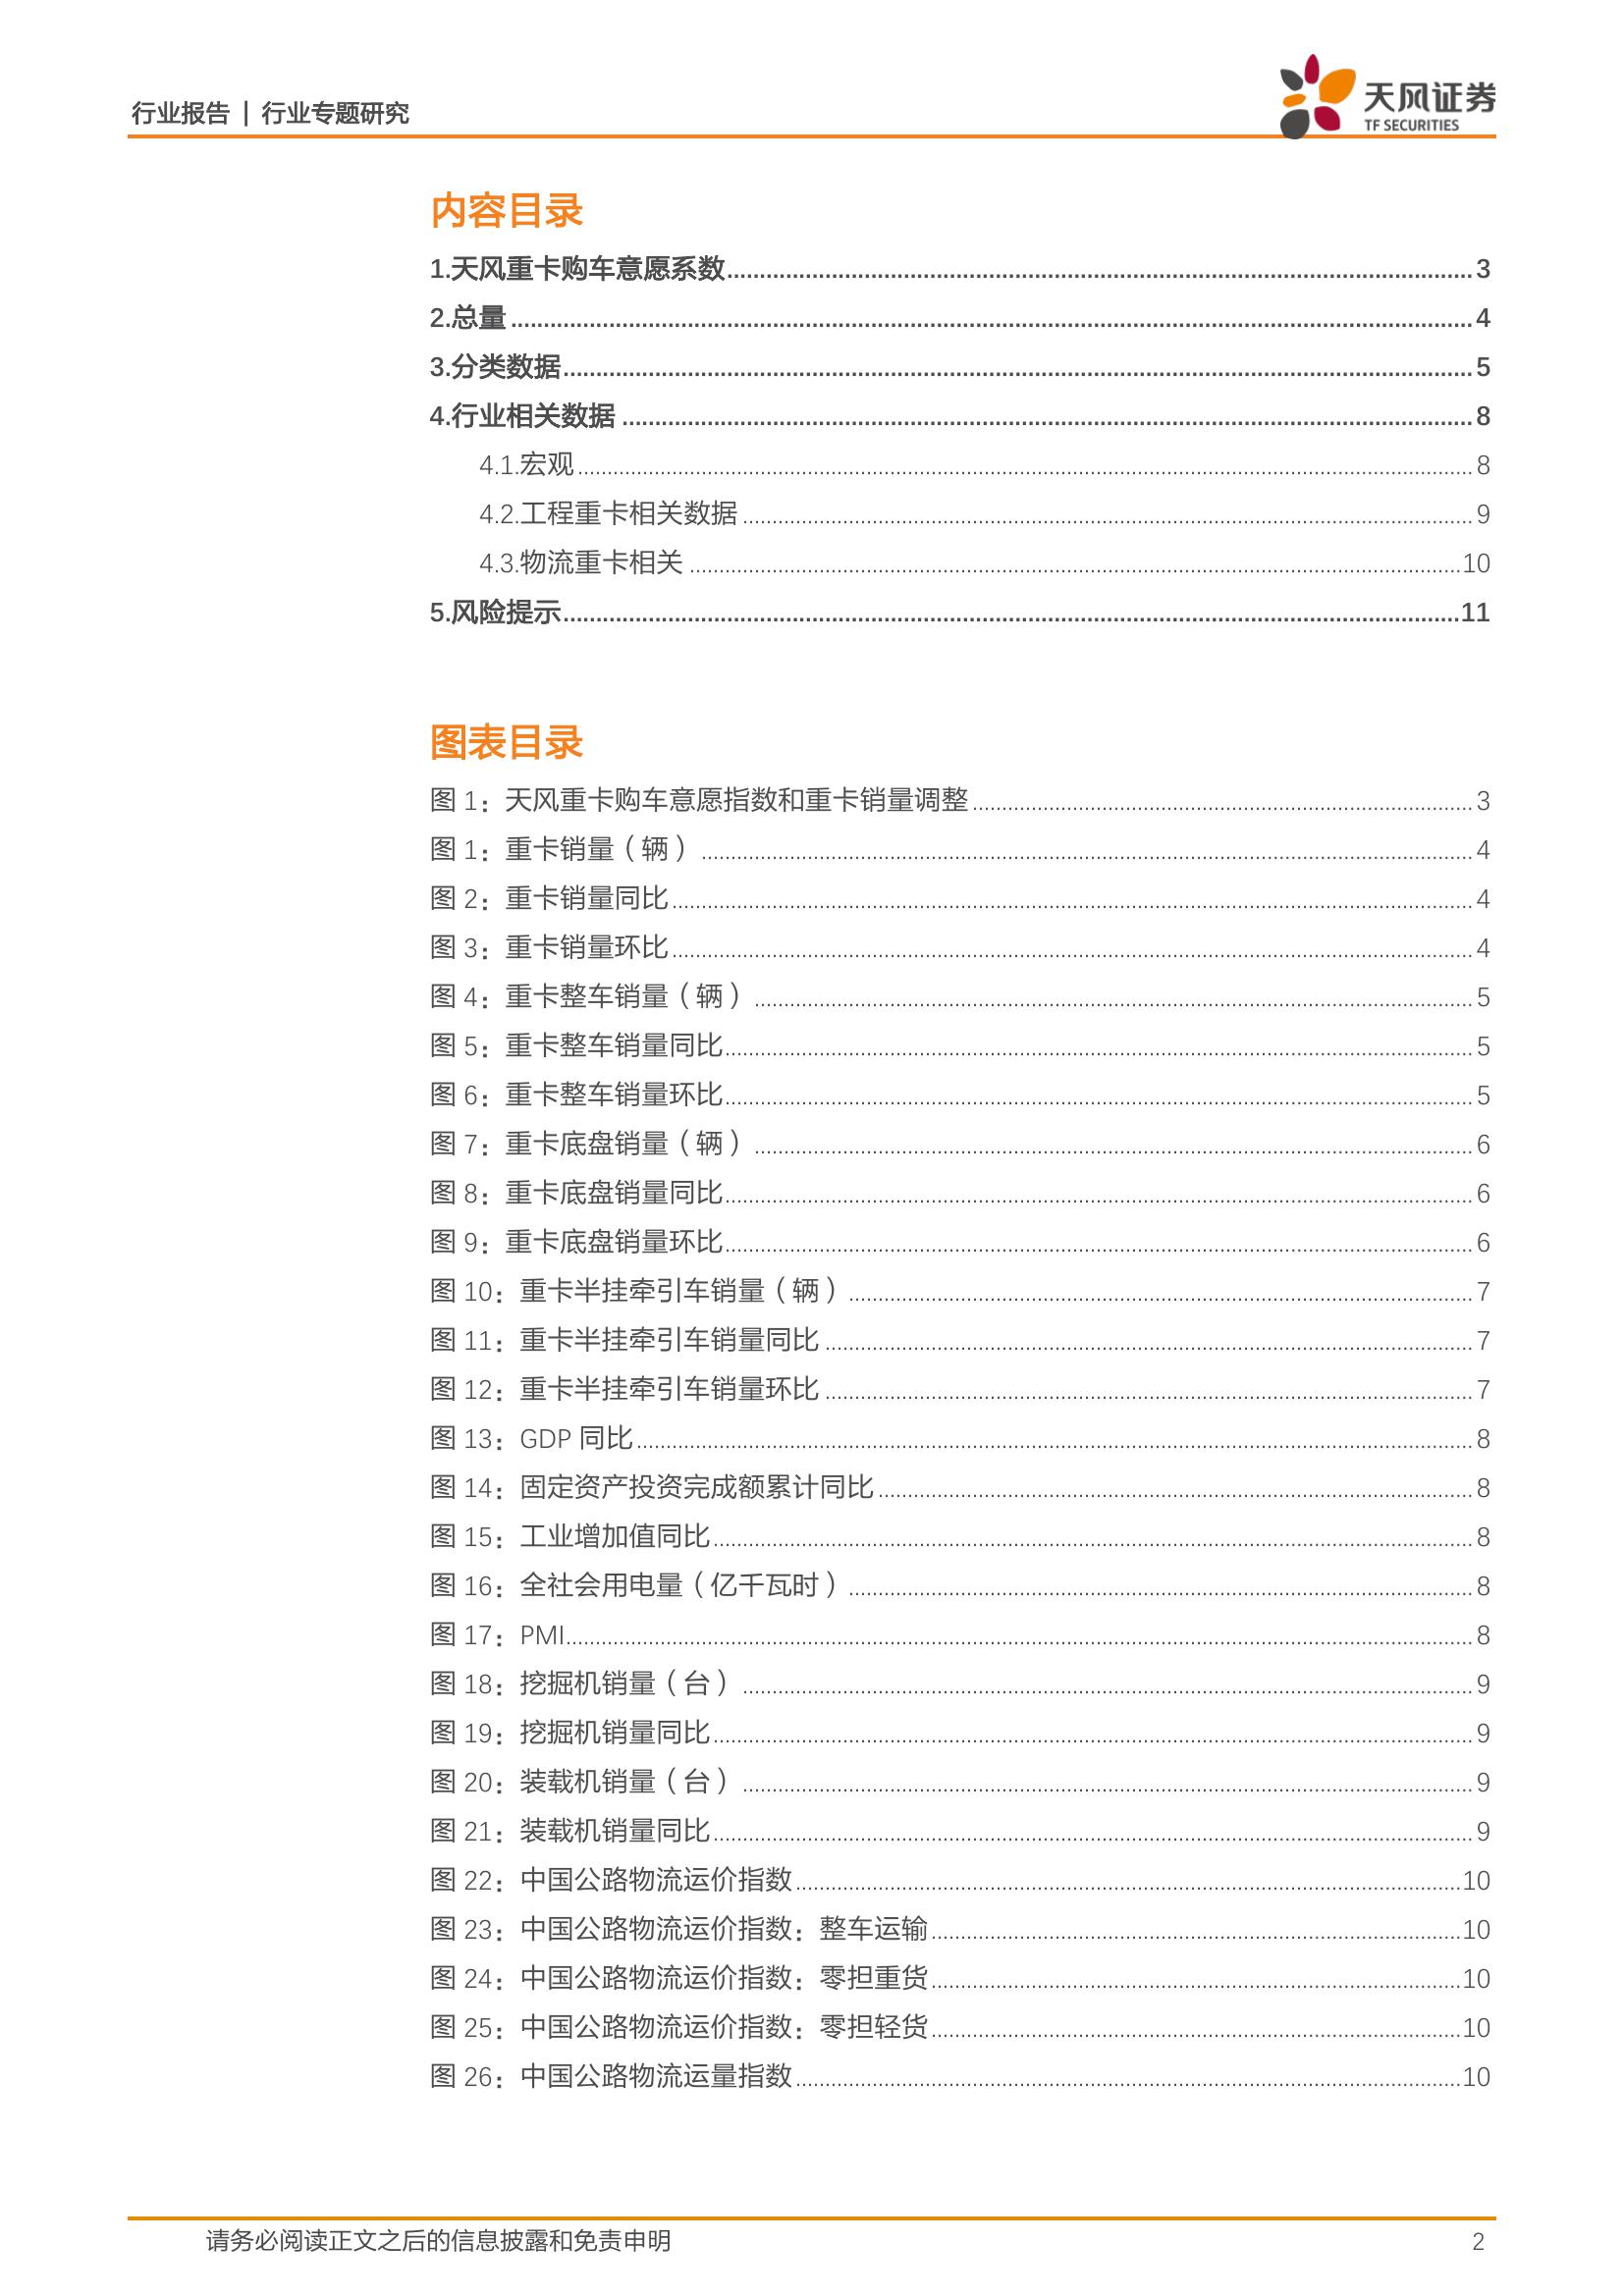 行业报告 | 行业专题研究
天风证券
TF SECURITIES
内容目录
1.天风重卡购车意愿系数 3
2.总量 4
3.分类数据 5
4.行业相关数据 8
4.1.宏观 8
4.2.工程重卡相关数据 9
4.3.物流重卡相关 10
5.风险提示 11
图表目录
图 1：天风重卡购车意愿指数和重卡销量调整 3
图 1：重卡销量（辆） 4
图 2：重卡销量同比 4
图 3：重卡销量环比 4
图 4：重卡整车销量（辆） 5
图 5：重卡整车销量同比 5
图 6：重卡整车销量环比 5
图 7：重卡底盘销量（辆） 6
图 8：重卡底盘销量同比 6
图 9：重卡底盘销量环比 6
图 10：重卡半挂牵引车销量（辆） 7
图 11：重卡半挂牵引车销量同比 7
图 12：重卡半挂牵引车销量环比 7
图 13：GDP 同比 8
图 14：固定资产投资完成额累计同比 8
图 15：工业增加值同比 8
图 16：全社会用电量（亿千瓦时） 8
图 17：PMI 8
图 18：挖掘机销量（台） 9
图 19：挖掘机销量同比 9
图 20：装载机销量（台） 9
图 21：装载机销量同比 9
图 22：中国公路物流运价指数 10
图 23：中国公路物流运价指数：整车运输 10
图 24：中国公路物流运价指数：零担重货 10
图 25：中国公路物流运价指数：零担轻货 10
图 26：中国公路物流运量指数 10
请务必阅读正文之后的信息披露和免责申明 2